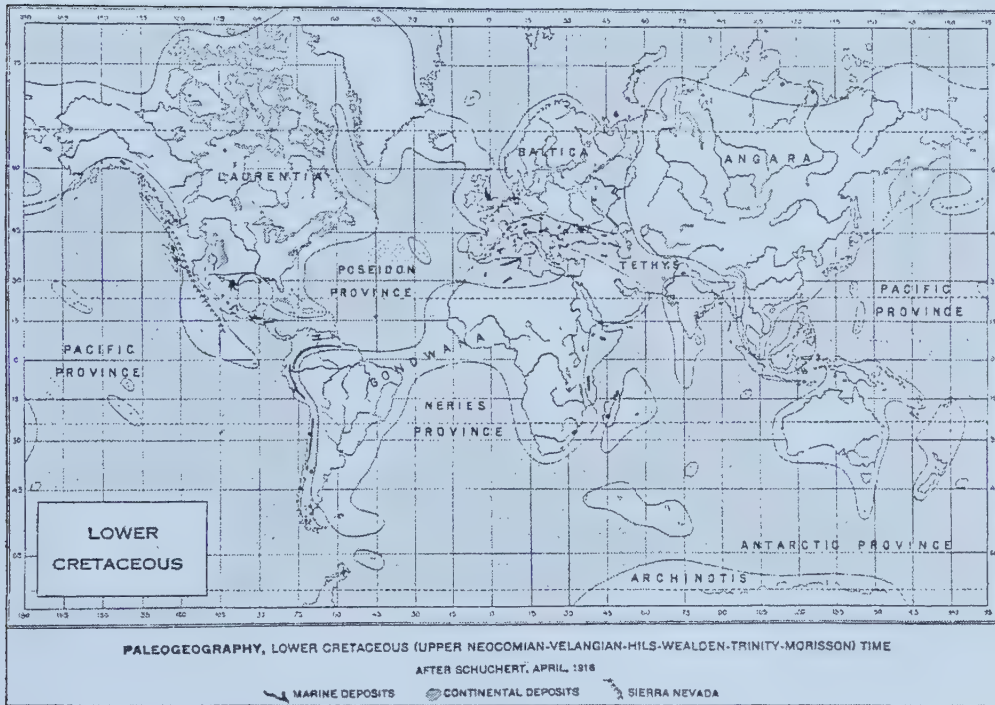 LAURENTIA
BALTICA
ANGARA
POSEIDON
PROVINCE
TETHYS
PACIFIC
PROVINCE
PACIFIC
PROVINCE
GONDWANA
NERIES
PROVINCE
LOWER
CRETACEOUS
ANTARCTIC PROVINCE
ARCHINOTIS
PALEOGEOGRAPHY, LOWER CRETACEOUS (UPPER NEOCOMIAN-VELANGIAN-HILS-WEALDEN-TRINITY-MORISSON) TIME
AFTER SCHUCHERT, APRIL, 1916
MARINE DEPOSITS CONTINENTAL DEPOSITS SIERRA NEVADA